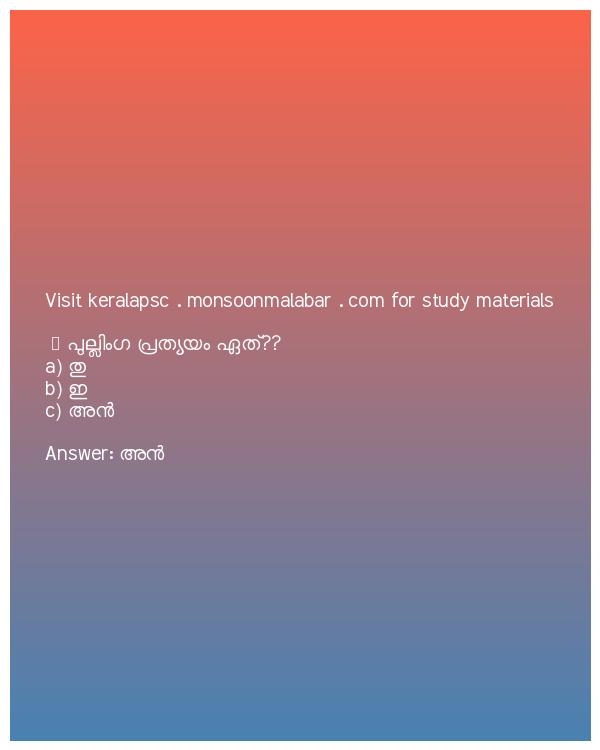 Visit keralapsc . monsoonmalabar . com for study materials
പുല്ലിംഗ പ്രത്യയം ഏത്??
a) തു
b) ഇ
c) അൻ
Answer: അൻ